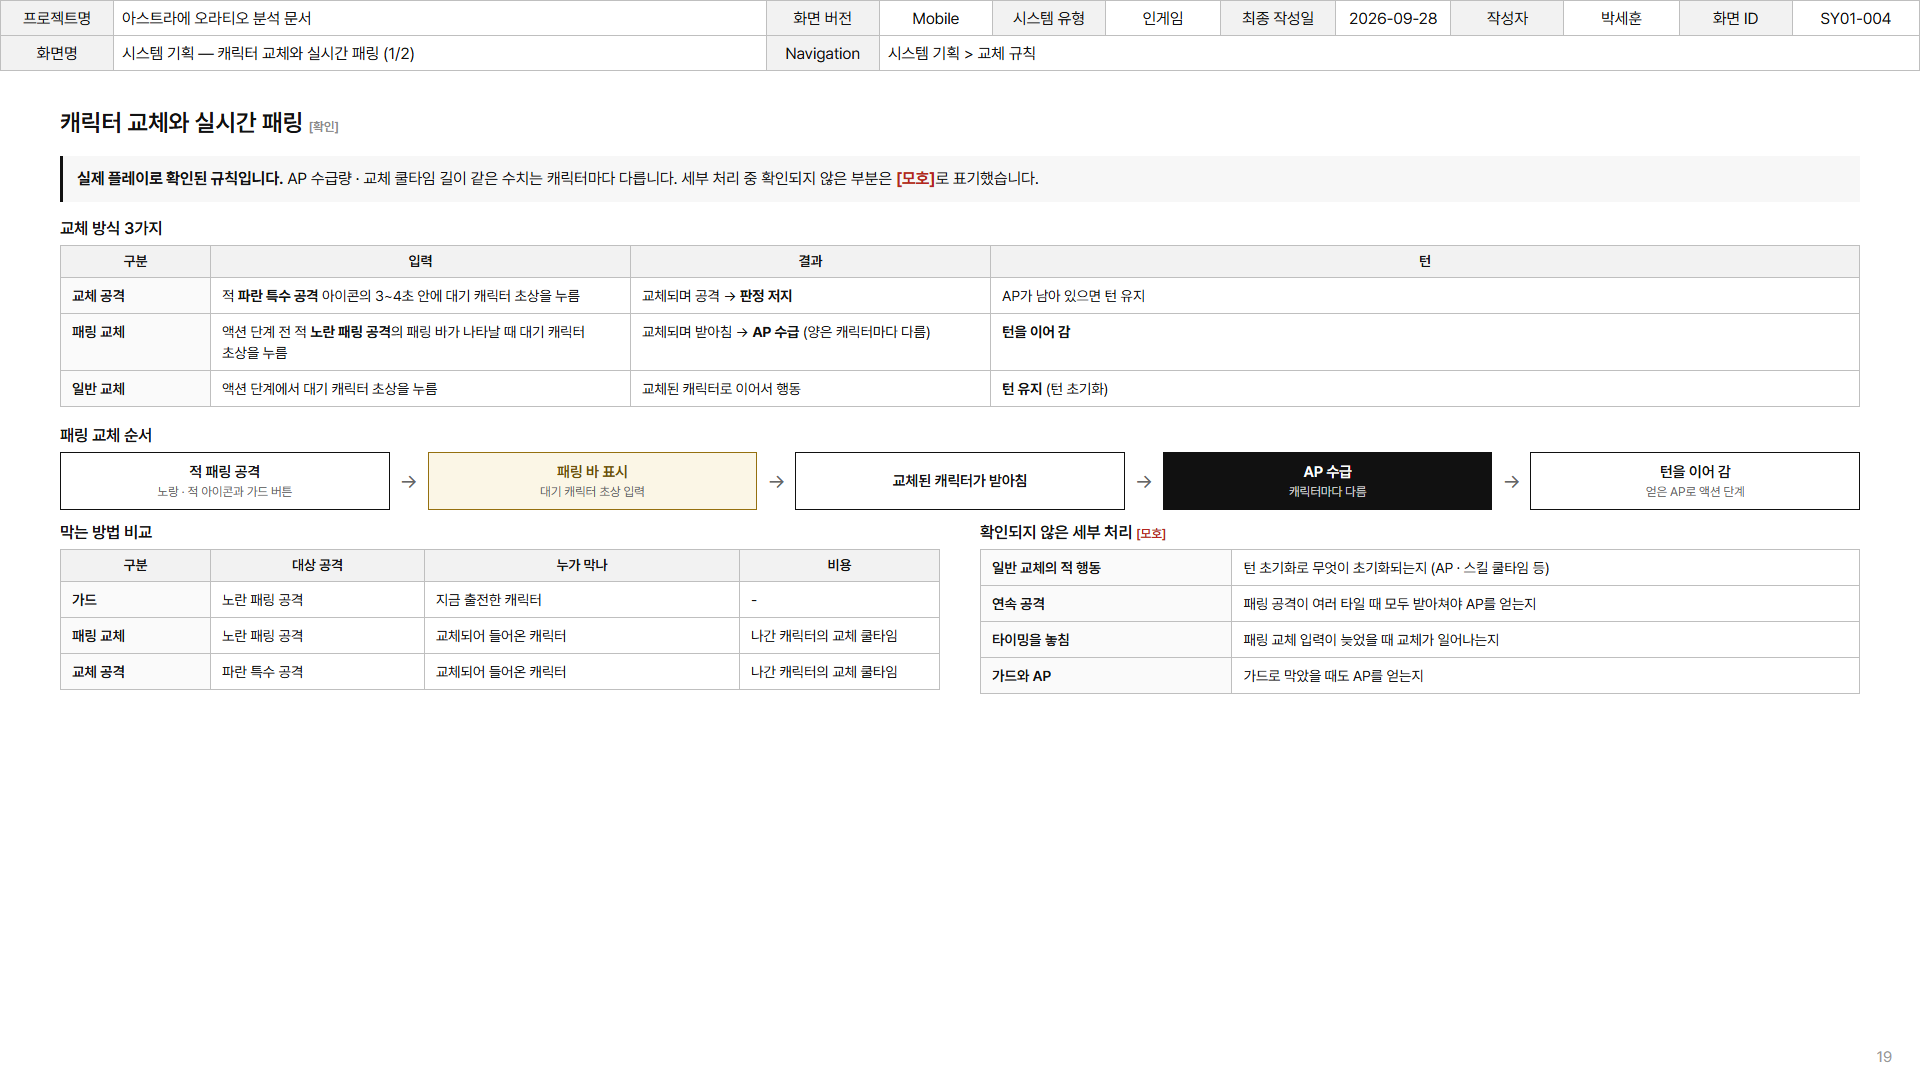 프로젝트명 아스트라에 오라티오 분석 문서 화면 버전 Mobile 시스템 유형 인게임 최종 작성일 2026-09-28 작성자 박세훈 화면 ID SY01-004
화면명 시스템 기획 — 캐릭터 교체와 실시간 패링 (1/2) Navigation 시스템 기획 > 교체 규칙
캐릭터 교체와 실시간 패링 [확인]
실제 플레이로 확인된 규칙입니다. AP 수급량 · 교체 쿨타임 길이 같은 수치는 캐릭터마다 다릅니다. 세부 처리 중 확인되지 않은 부분은 [모호]로 표기했습니다.
교체 방식 3가지
구분 입력 결과 턴
교체 공격 적 파란 특수 공격 아이콘의 3~4초 안에 대기 캐릭터 초상을 누름 교체되며 공격 → 판정 저지 AP가 남아 있으면 턴 유지
패링 교체 액션 단계 전 적 노란 패링 공격의 패링 바가 나타날 때 대기 캐릭터 교체되며 받아침 → AP 수급 (양은 캐릭터마다 다름) 턴을 이어 감
초상을 누름
일반 교체 액션 단계에서 대기 캐릭터 초상을 누름 교체된 캐릭터로 이어서 행동 턴 유지 (턴 초기화)
패링 교체 순서
적 패링 공격 → 패링 바 표시 → 교체된 캐릭터가 받아침 → AP 수급 → 턴을 이어 감
노랑 · 적 아이콘과 가드 버튼 대기 캐릭터 초상 입력 캐릭터마다 다름 얻은 AP로 액션 단계
막는 방법 비교
구분 대상 공격 누가 막나 비용
가드 노란 패링 공격 지금 출전한 캐릭터 -
패링 교체 노란 패링 공격 교체되어 들어온 캐릭터 나간 캐릭터의 교체 쿨타임
교체 공격 파란 특수 공격 교체되어 들어온 캐릭터 나간 캐릭터의 교체 쿨타임
확인되지 않은 세부 처리 [모호]
일반 교체의 적 행동 턴 초기화로 무엇이 초기화되는지 (AP · 스킬 쿨타임 등)
연속 공격 패링 공격이 여러 타일 때 모두 받아쳐야 AP를 얻는지
타이밍을 놓침 패링 교체 입력이 늦었을 때 교체가 일어나는지
가드와 AP 가드로 막았을 때도 AP를 얻는지
19